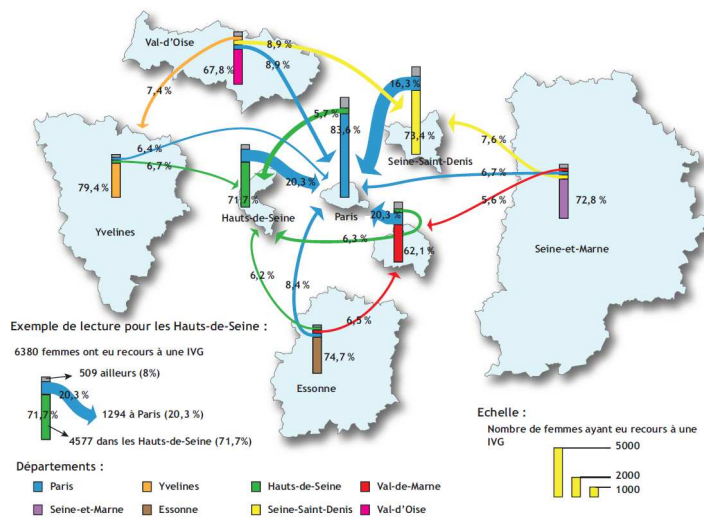 Val-d'Oise
8,9 %
8,9 %
67,8 %
7,4 %
5,7 %
83,6 %
16,3 %
73,4 %
Seine-Saint-Denis
7,6 %
6,4 %
6,7 %
79,4 %
Yvelines
20,3 %
71,7%
Hauts-de-Seine
Paris
20,3 %
6,7 %
5,6 %
72,8 %
Seine-et-Marne
6,3 %
62,1 %
6,2 %
8,4 %
6,5 %
74,7 %
Essonne
Exemple de lecture pour les Hauts-de-Seine :
6380 femmes ont eu recours à une IVG
509 ailleurs (8%)
20,3 %
71,7%
1294 à Paris (20,3 %)
4577 dans les Hauts-de-Seine (71,7%)
Echelle :
Nombre de femmes ayant eu recours à une
IVG
5000
2000
1000
Départements :
Paris
Yvelines
Hauts-de-Seine
Val-de-Marne
Seine-et-Marne
Essonne
Seine-Saint-Denis
Val-d'Oise